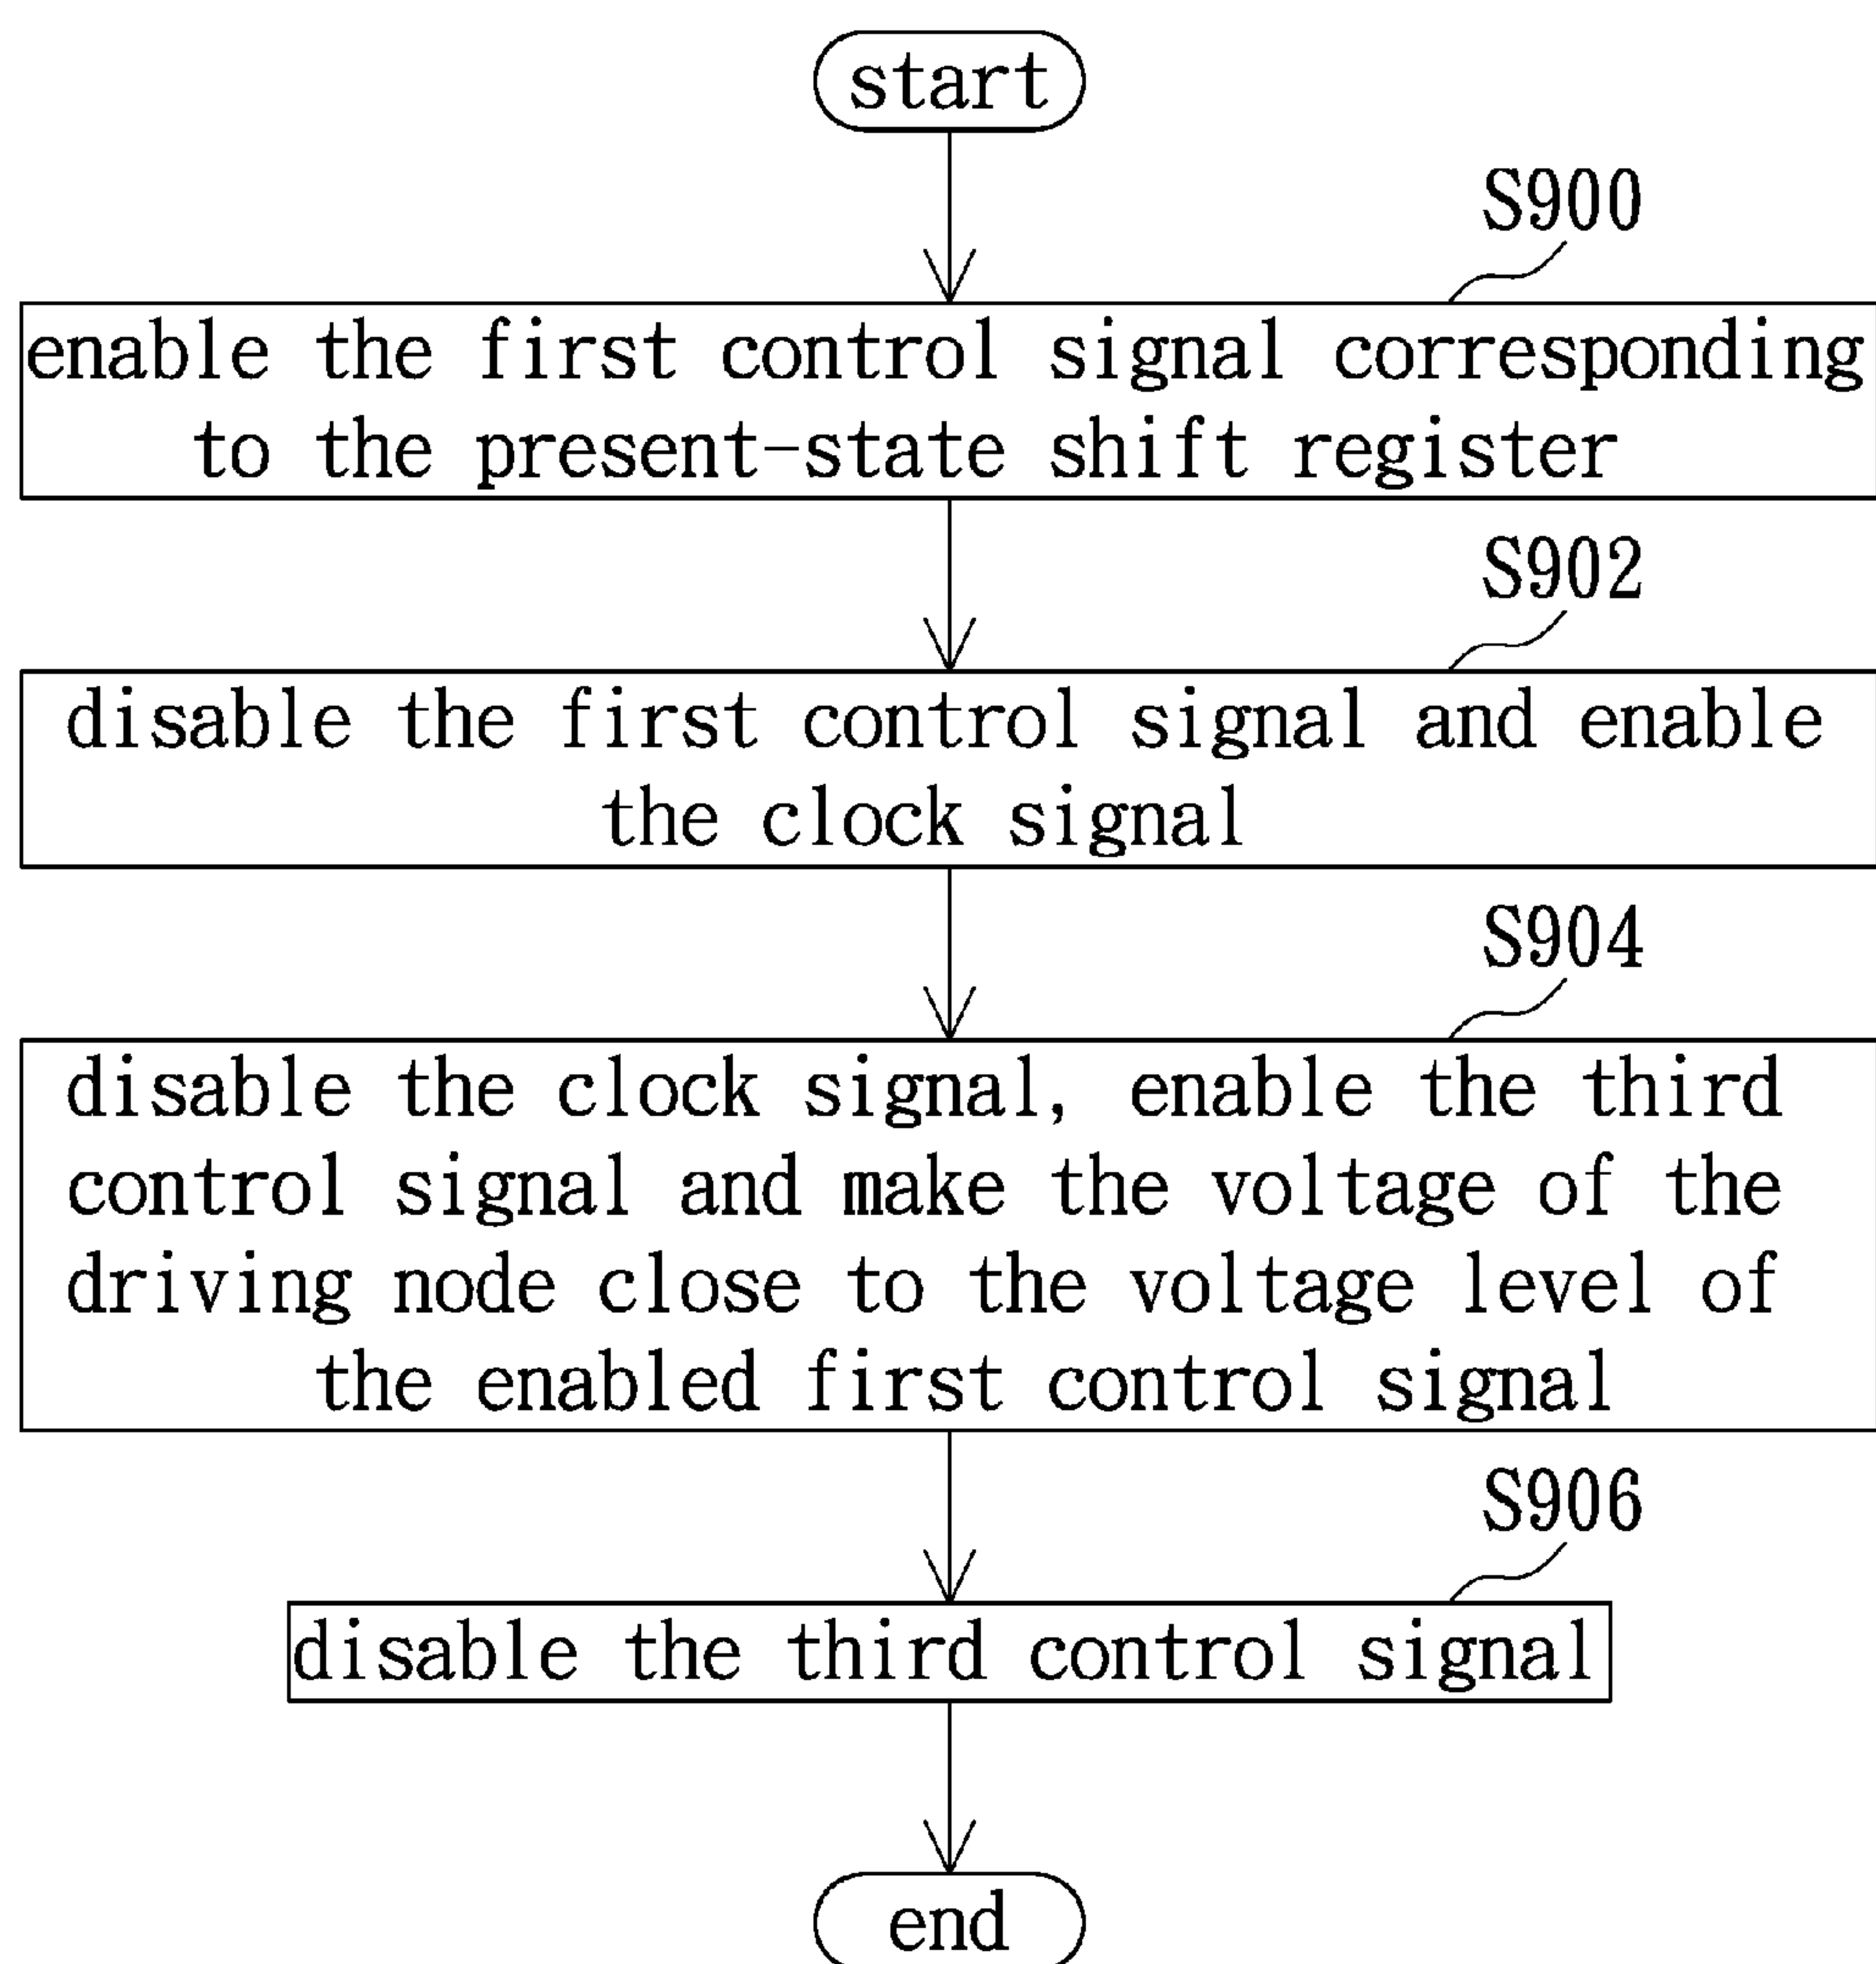 start
S900
enable the first control signal corresponding
to the present-state shift register
S902
disable the first control signal and enable
the clock signal
S904
disable the clock signal, enable the third
control signal and make the voltage of the
driving node close to the voltage level of
the enabled first control signal
S906
disable the third control signal
end